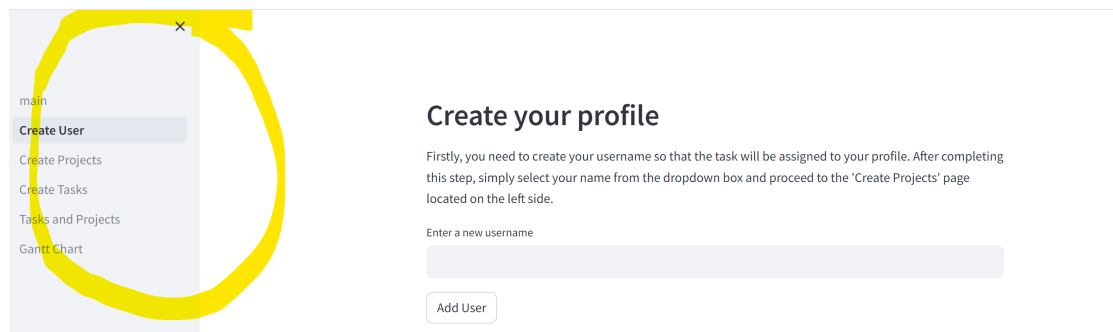 main
Create User
Create Projects
Create Tasks
Tasks and Projects
Gantt Chart
Create your profile
Firstly, you need to create your username so that the task will be assigned to your profile. After completing
this step, simply select your name from the dropdown box and proceed to the 'Create Projects' page
located on the left side.
Enter a new username
Add User